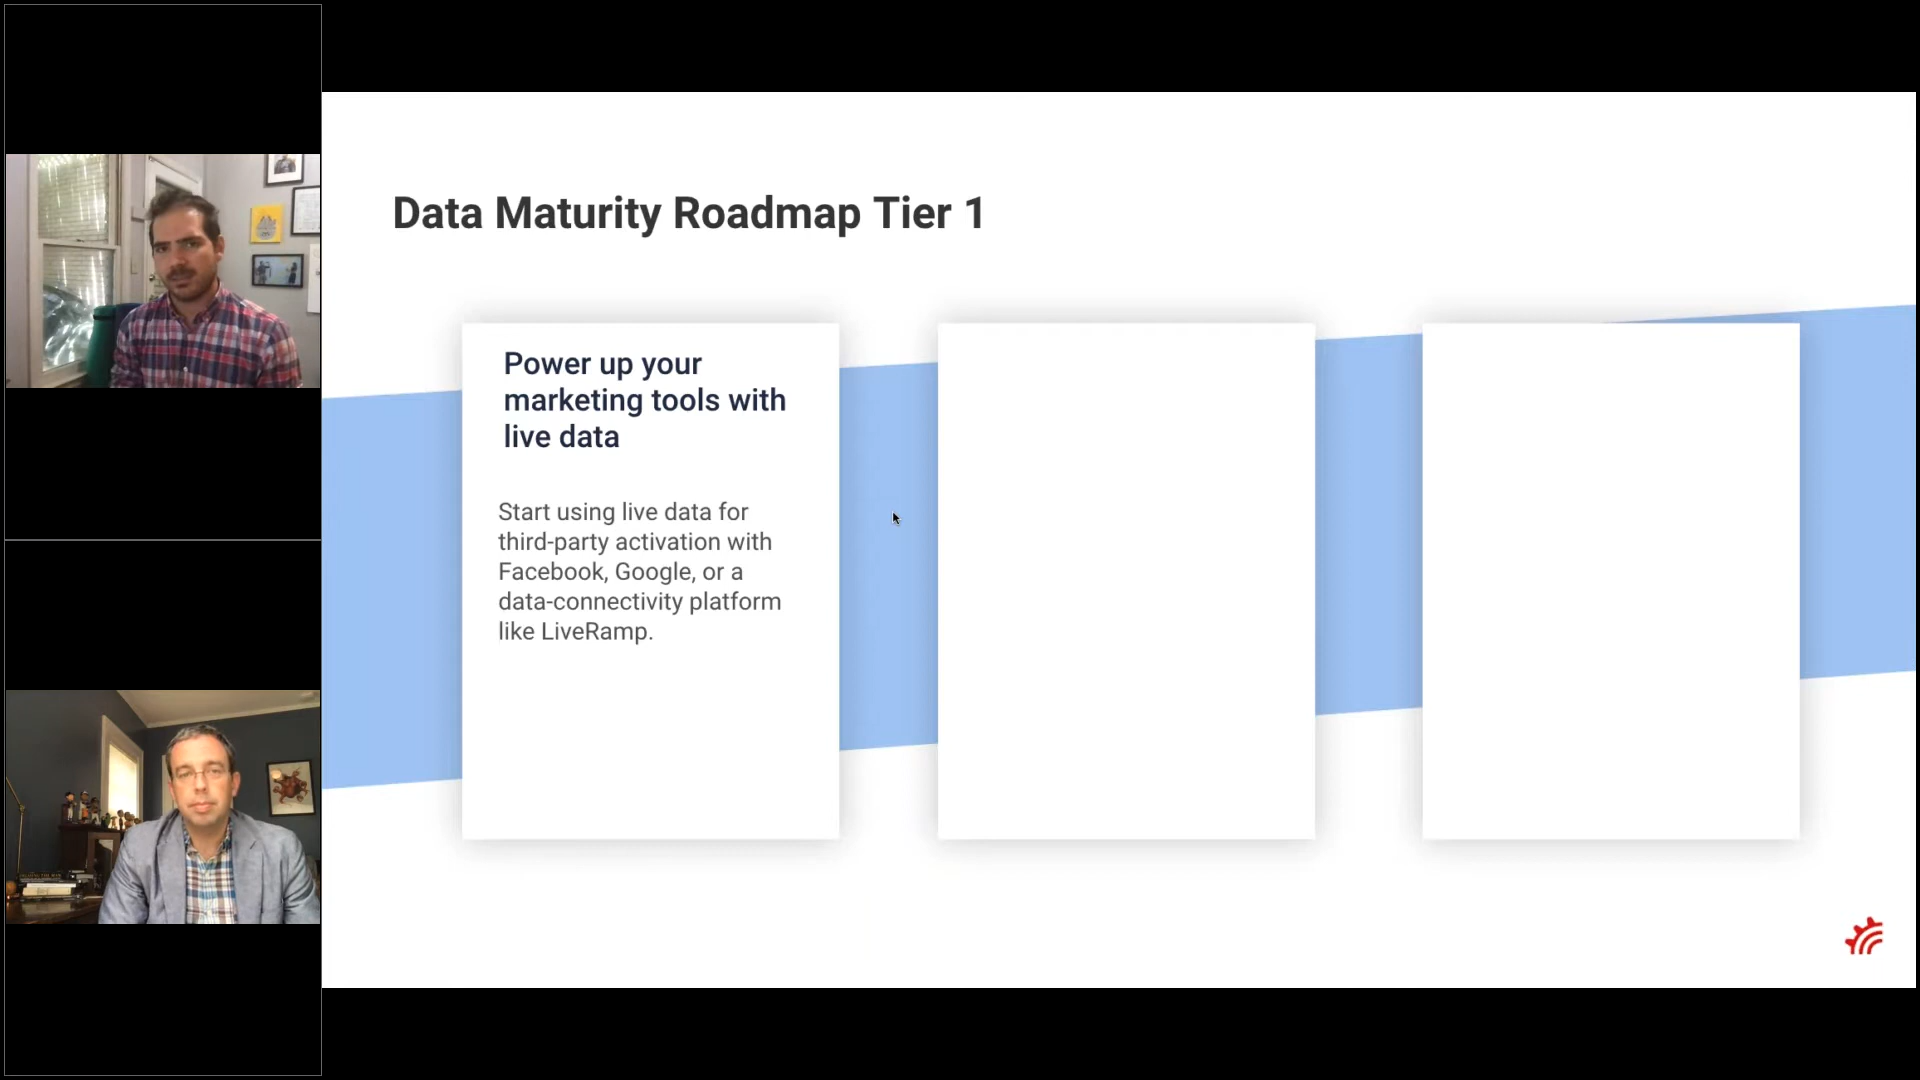 Data Maturity Roadmap Tier 1
Power up your
marketing tools with
live data
Start using live data for
third-party activation with
Facebook, Google, or a
data-connectivity platform
like LiveRamp.